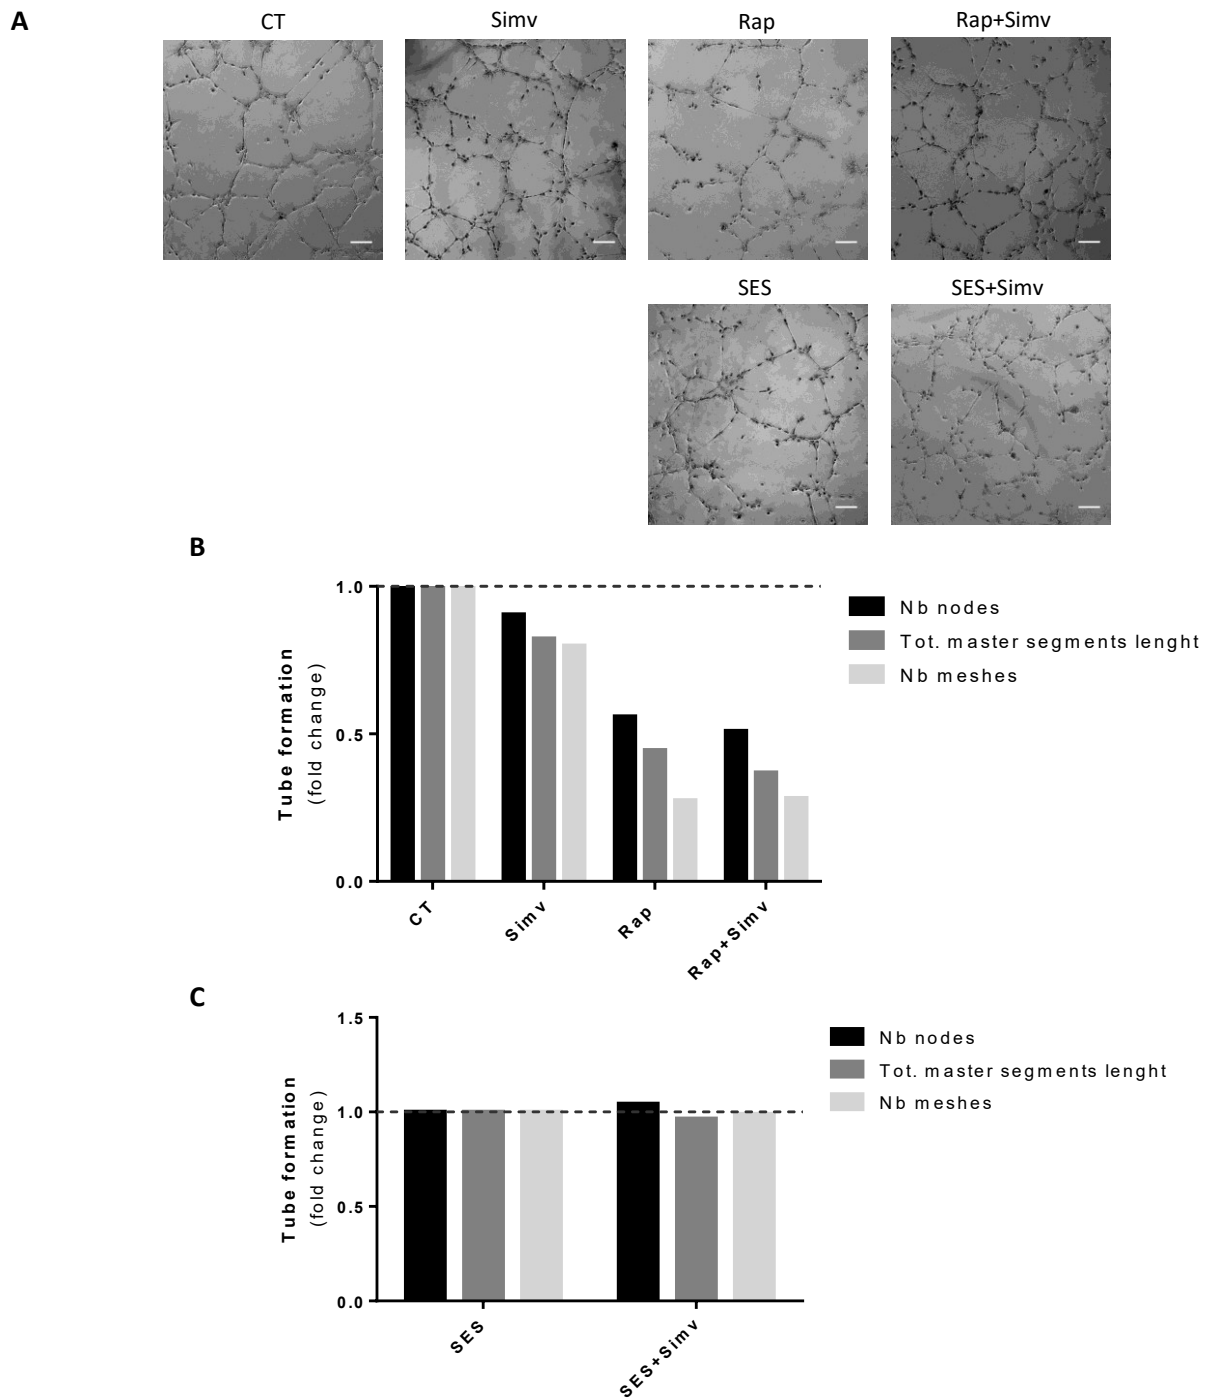 A
CT
Simv
Rap
Rap+Simv
SES
SES+Simv
B
1.0
0.5
0.0
Tube formation
(fold change)
CT
Simv
Rap
Rap+Simv
Nb nodes
Tot. master segments lenght
Nb meshes
C
1.5
1.0
0.5
0.0
Tube formation
(fold change)
SES
SES+Simv
Nb nodes
Tot. master segments lenght
Nb meshes